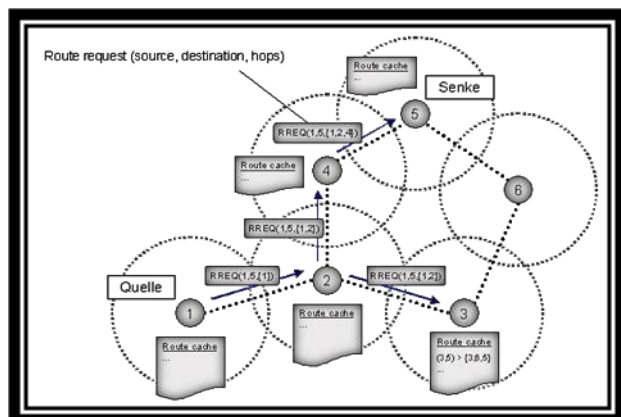 Route request (source, destination, hops)
Route cache
...
Senke
5
RREQ(1,5,[1,2,4])
Route cache
...
4
6
RREQ(1,5,[1,2])
RREQ(1,5,[1])
2
RREQ(1,5,[1,2])
Quelle
1
3
Route cache
...
Route cache
...
Route cache
(3,5) > [3,6,5]
...